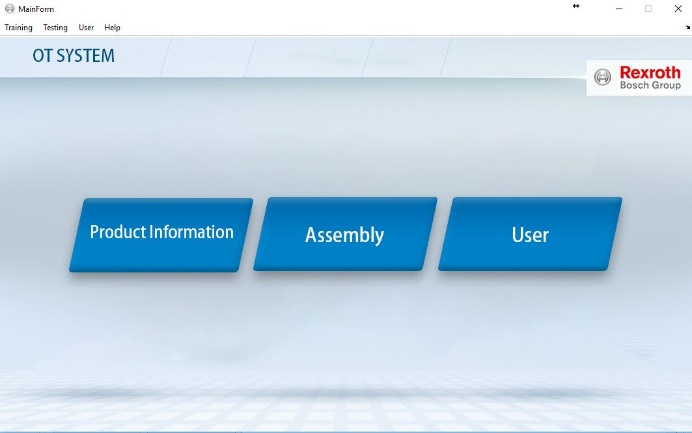 MainForm
Training Testing User Help
OT SYSTEM
Rexroth
Bosch Group
Product Information Assembly User